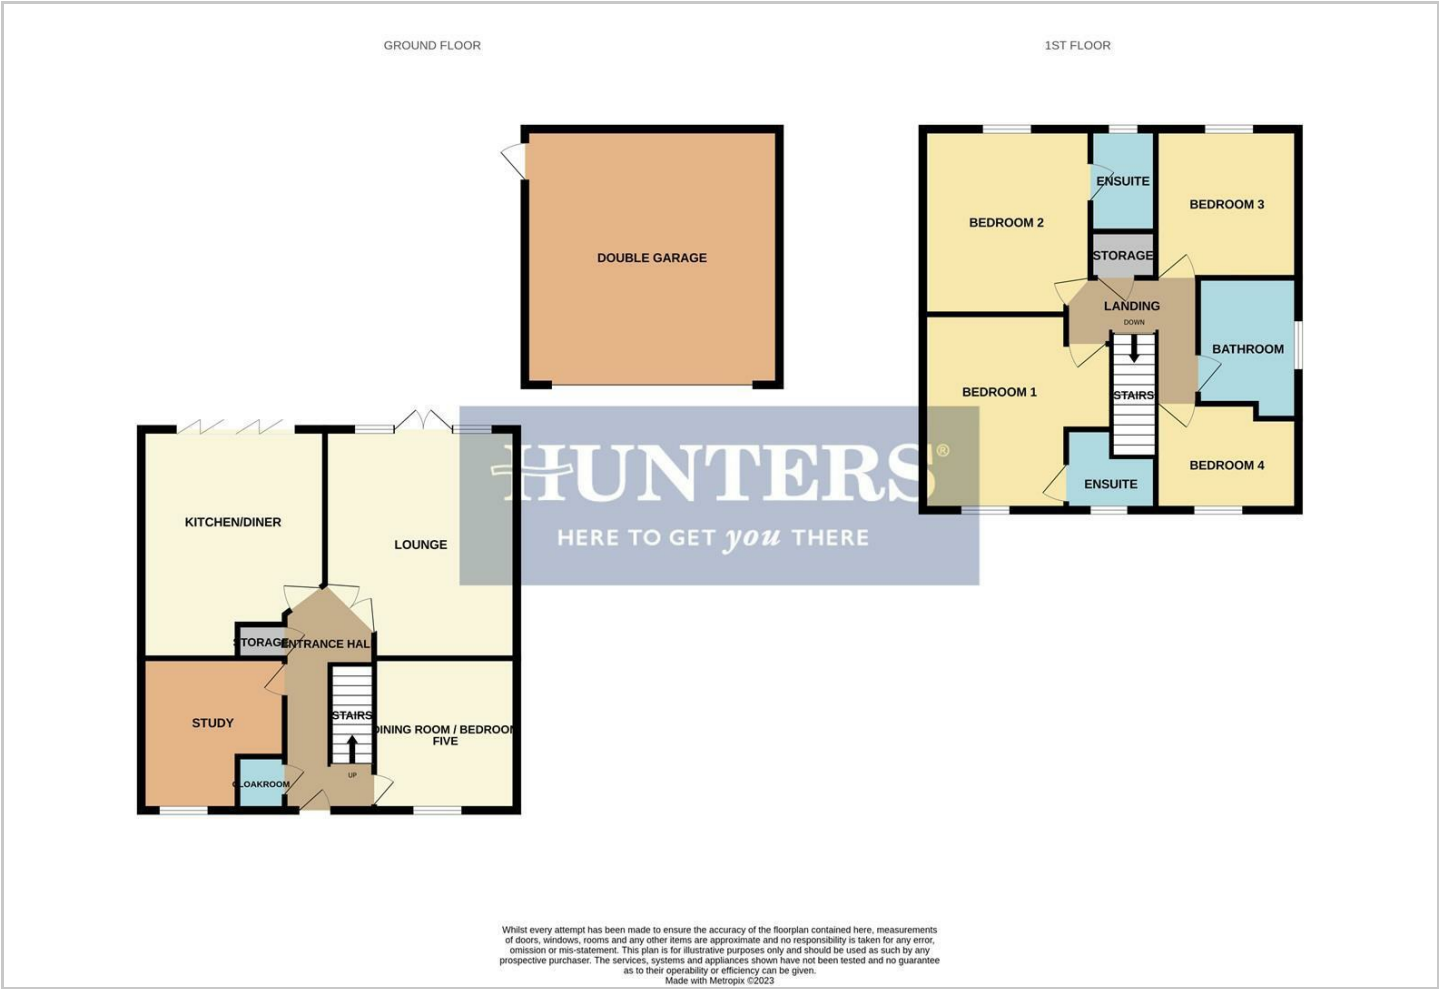 GROUND FLOOR
1ST FLOOR
DOUBLE GARAGE
KITCHEN/DINER
LOUNGE
STORAGE
ENTRANCE HALL
STUDY
STAIRS
DINING ROOM / BEDROOM
FIVE
CLOAKROOM
UP
BEDROOM 2
ENSUITE
BEDROOM 3
STORAGE
LANDING
DOWN
BATHROOM
BEDROOM 1
STAIRS
BEDROOM 4
ENSUITE
HUNTERS®
HERE TO GET you THERE
Whilst every attempt has been made to ensure the accuracy of the floorplan contained here, measurements
of doors, windows, rooms and any other items are approximate and no responsibility is taken for any error,
omission or mis-statement. This plan is for illustrative purposes only and should be used as such by any
prospective purchaser. The services, systems and appliances shown have not been tested and no guarantee
as to their operability or efficiency can be given.
Made with Metropix ©2023